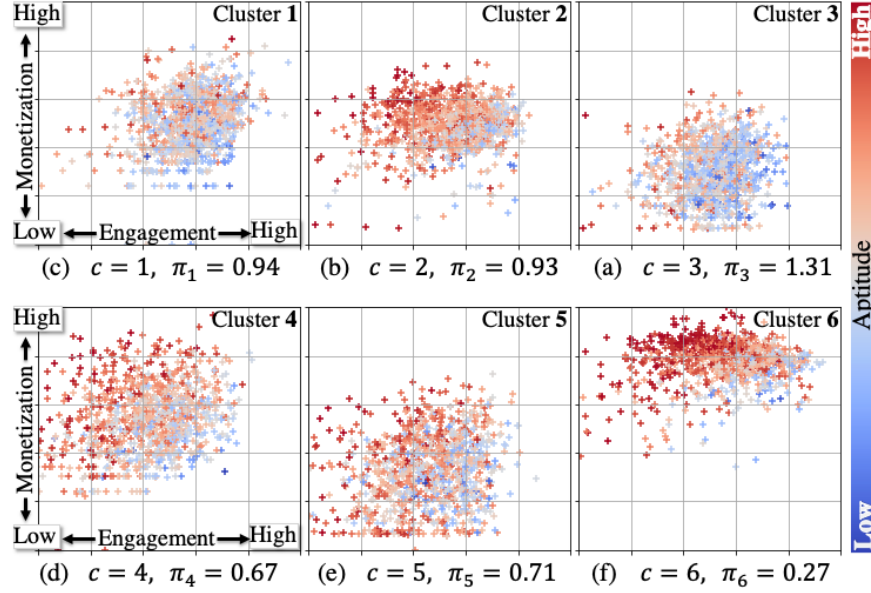 High
Cluster 1
Cluster 2
Cluster 3
High
Monetization
Low
Engagement
High
(c) c = 1, π₁ = 0.94
(b) c = 2, π₂ = 0.93
(a) c = 3, π₃ = 1.31
High
Cluster 4
Cluster 5
Cluster 6
Aptitude
Monetization
Low
Engagement
High
Low
(d) c = 4, π₄ = 0.67
(e) c = 5, π₅ = 0.71
(f) c = 6, π₆ = 0.27